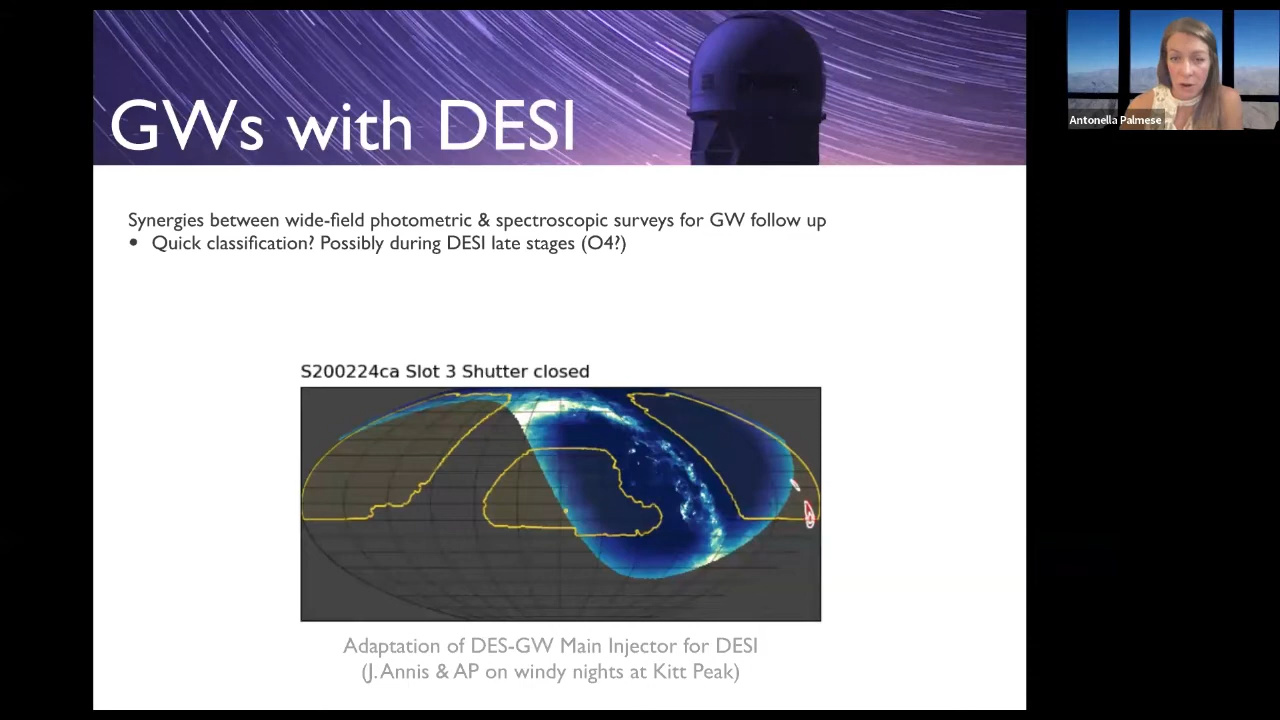 GWs with DESI
Antonella Palmese
Synergies between wide-field photometric & spectroscopic surveys for GW follow up
• Quick classification? Possibly during DESI late stages (O4?)
S200224ca Slot 3 Shutter closed
Adaptation of DES-GW Main Injector for DESI
(J. Annis & AP on windy nights at Kitt Peak)